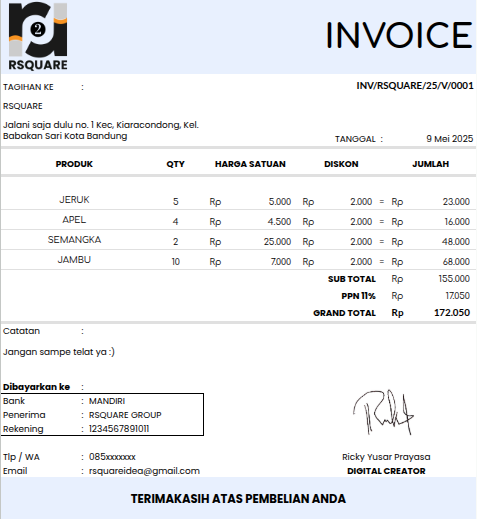 2
RSQUARE
INVOICE
TAGIHAN KE : INV/RSQUARE/25/V/0001
RSQUARE
Jalani saja dulu no. 1 Kec, Kiaracondong, Kel.
Babakan Sari Kota Bandung
TANGGAL : 9 Mei 2025
PRODUK QTY HARGA SATUAN DISKON JUMLAH
JERUK 5 Rp 5.000 Rp 2.000 = Rp 23.000
APEL 4 Rp 4.500 Rp 2.000 = Rp 16.000
SEMANGKA 2 Rp 25.000 Rp 2.000 = Rp 48.000
JAMBU 10 Rp 7.000 Rp 2.000 = Rp 68.000
SUB TOTAL Rp 155.000
PPN 11% Rp 17.050
GRAND TOTAL Rp 172.050
Catatan :
Jangan sampe telat ya :)
Dibayarkan ke :
Bank : MANDIRI
Penerima : RSQUARE GROUP
Rekening : 1234567891011
Tlp / WA : 085xxxxxxx
Email : rsquareidea@gmail.com
Ricky Yusar Prayasa
DIGITAL CREATOR
TERIMAKASIH ATAS PEMBELIAN ANDA